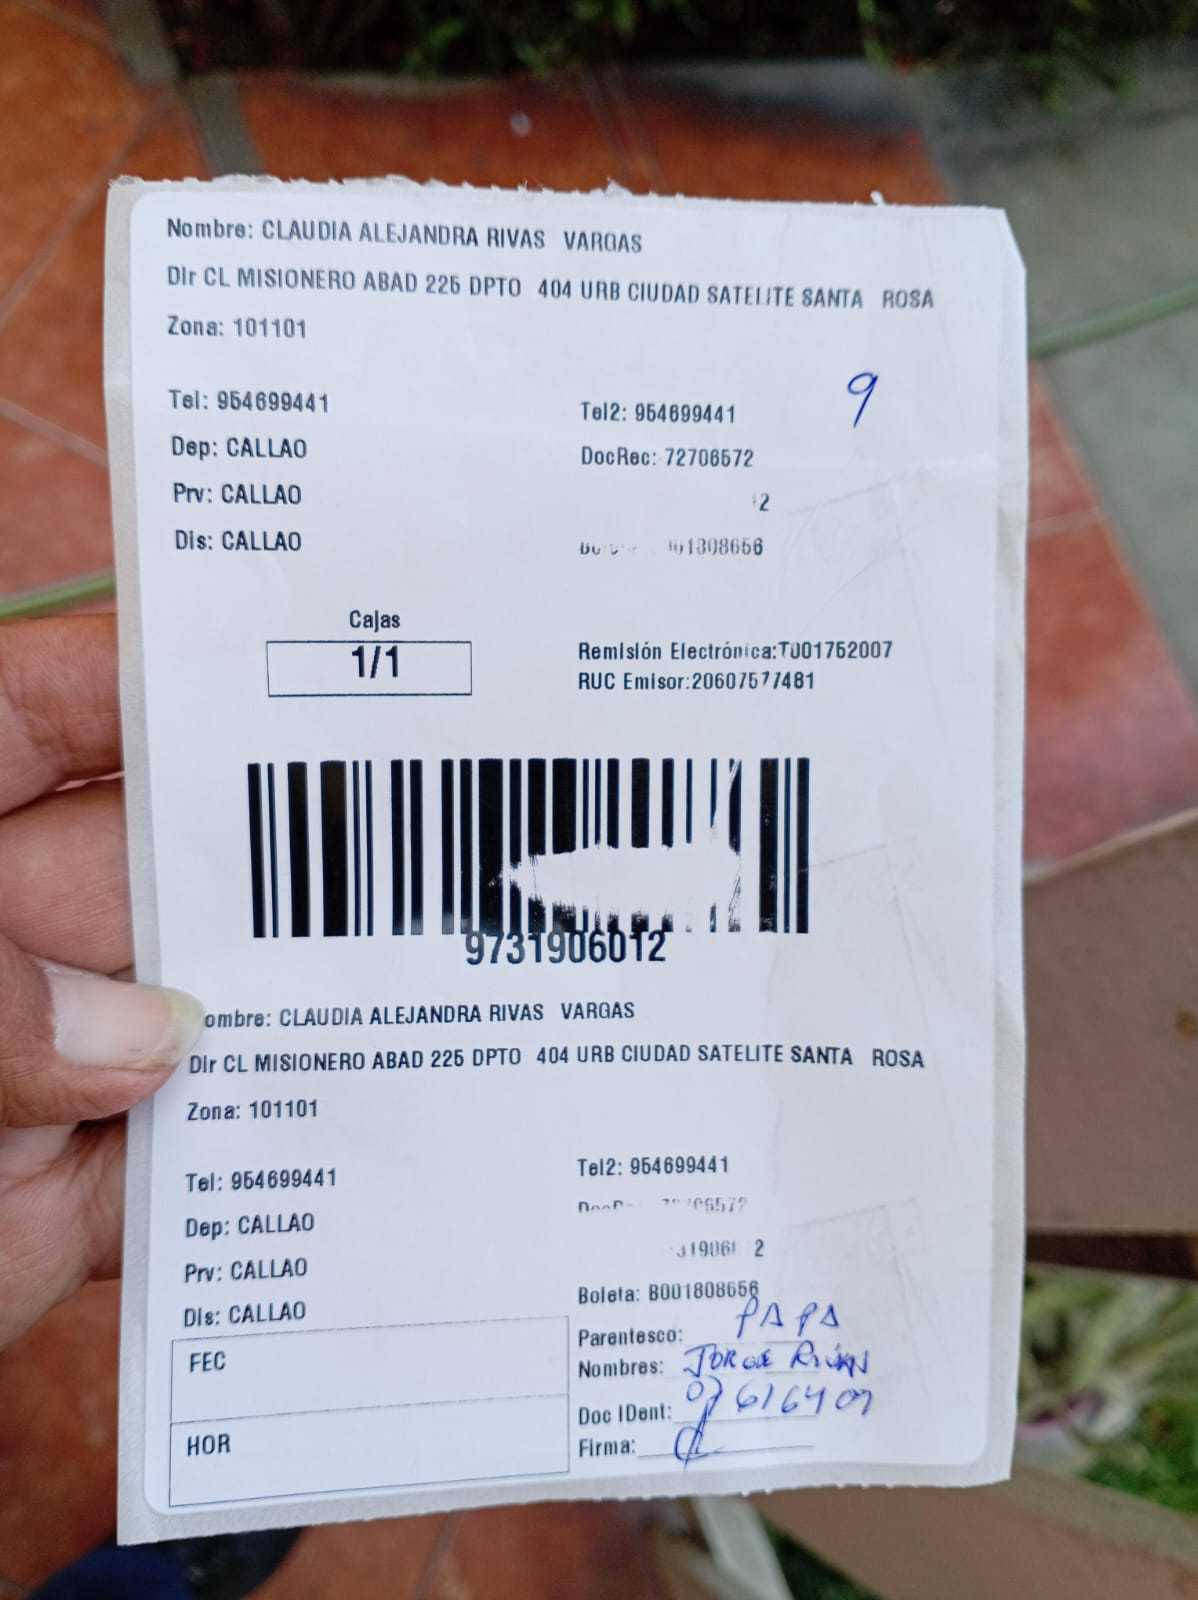 Nombre: CLAUDIA ALEJANDRA RIVAS VARGAS
Dir CL MISIONERO ABAD 225 DPTO 404 URB CIUDAD SATELITE SANTA ROSA
Zona: 101101
Tel: 954699441
Tel2: 954699441
9
Dep: CALLAO
DocRec: 72706572
Prv: CALLAO
Dis: CALLAO
Cajas
1/1
Remisión Electrónica:T001752007
RUC Emisor:20607577481
9731906012
ombre: CLAUDIA ALEJANDRA RIVAS VARGAS
Dir CL MISIONERO ABAD 225 DPTO 404 URB CIUDAD SATELITE SANTA ROSA
Zona: 101101
Tel: 954699441
Tel2: 954699441
Dep: CALLAO
Prv: CALLAO
Dis: CALLAO
Boleta: B001808656
FEC
HOR
Parentesco: PAPA
Nombres: JORGE
Doc IDent:
Firma: